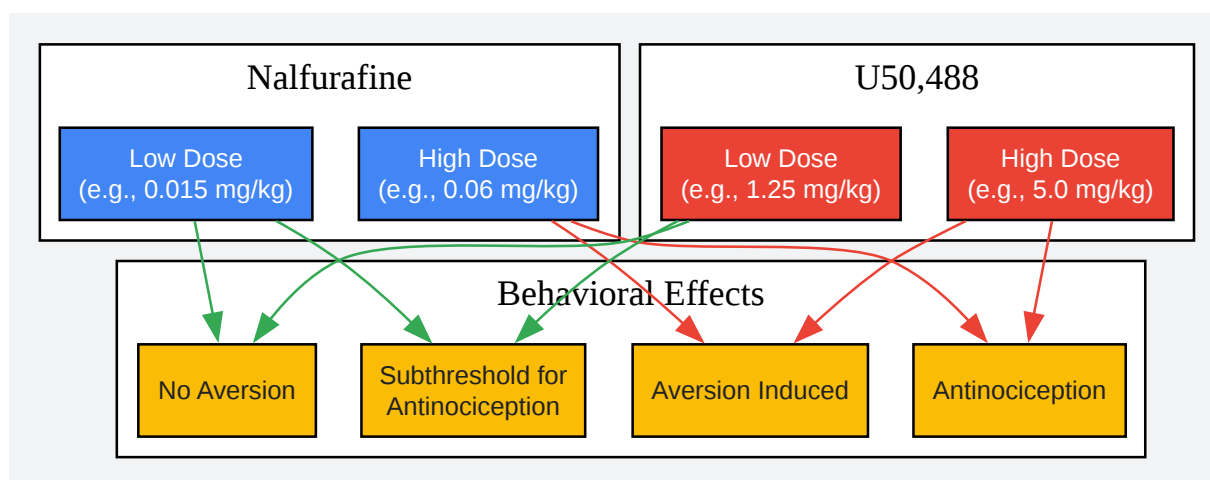 Nalfurafine
U50,488
Low Dose
(e.g., 0.015 mg/kg)
High Dose
(e.g., 0.06 mg/kg)
Low Dose
(e.g., 1.25 mg/kg)
High Dose
(e.g., 5.0 mg/kg)
Behavioral Effects
No Aversion
Subthreshold for
Antinociception
Aversion Induced
Antinociception